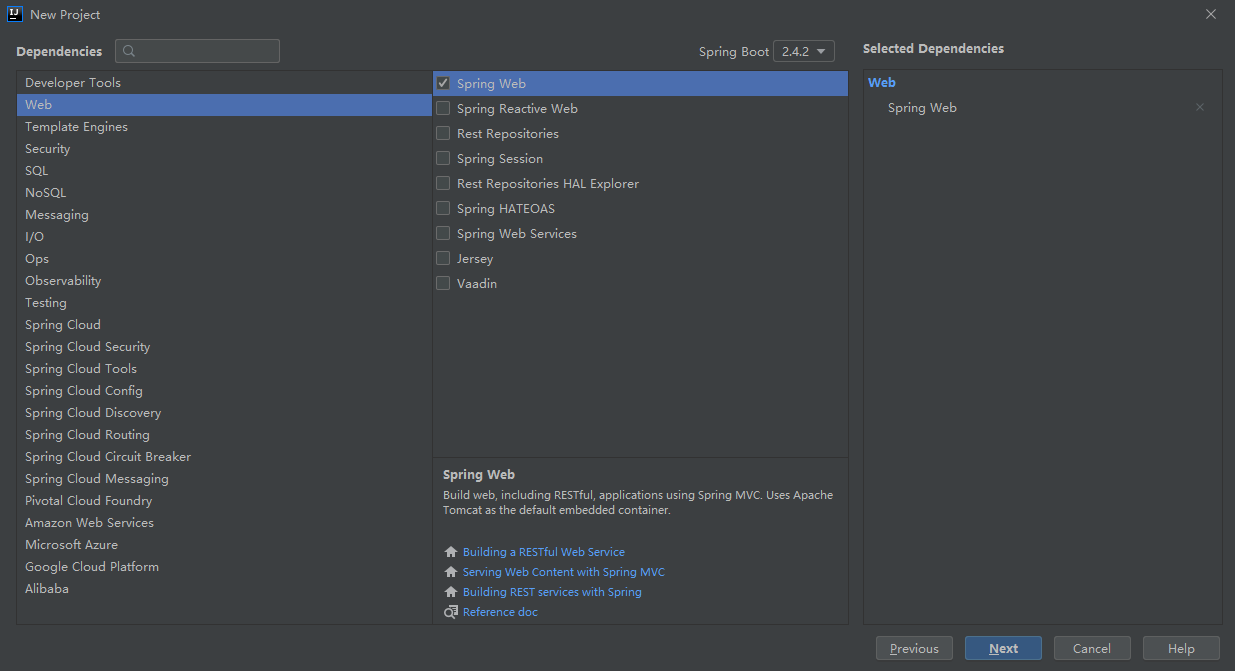 New Project
Dependencies
Spring Boot 2.4.2
Selected Dependencies
Developer Tools
Web
Template Engines
Security
SQL
NoSQL
Messaging
I/O
Ops
Observability
Testing
Spring Cloud
Spring Cloud Security
Spring Cloud Tools
Spring Cloud Config
Spring Cloud Discovery
Spring Cloud Routing
Spring Cloud Circuit Breaker
Spring Cloud Messaging
Pivotal Cloud Foundry
Amazon Web Services
Microsoft Azure
Google Cloud Platform
Alibaba
Spring Web
Spring Reactive Web
Rest Repositories
Spring Session
Rest Repositories HAL Explorer
Spring HATEOAS
Spring Web Services
Jersey
Vaadin
Spring Web
Build web, including RESTful, applications using Spring MVC. Uses Apache
Tomcat as the default embedded container.
Building a RESTful Web Service
Serving Web Content with Spring MVC
Building REST services with Spring
Reference doc
Web
Spring Web
Previous
Next
Cancel
Help